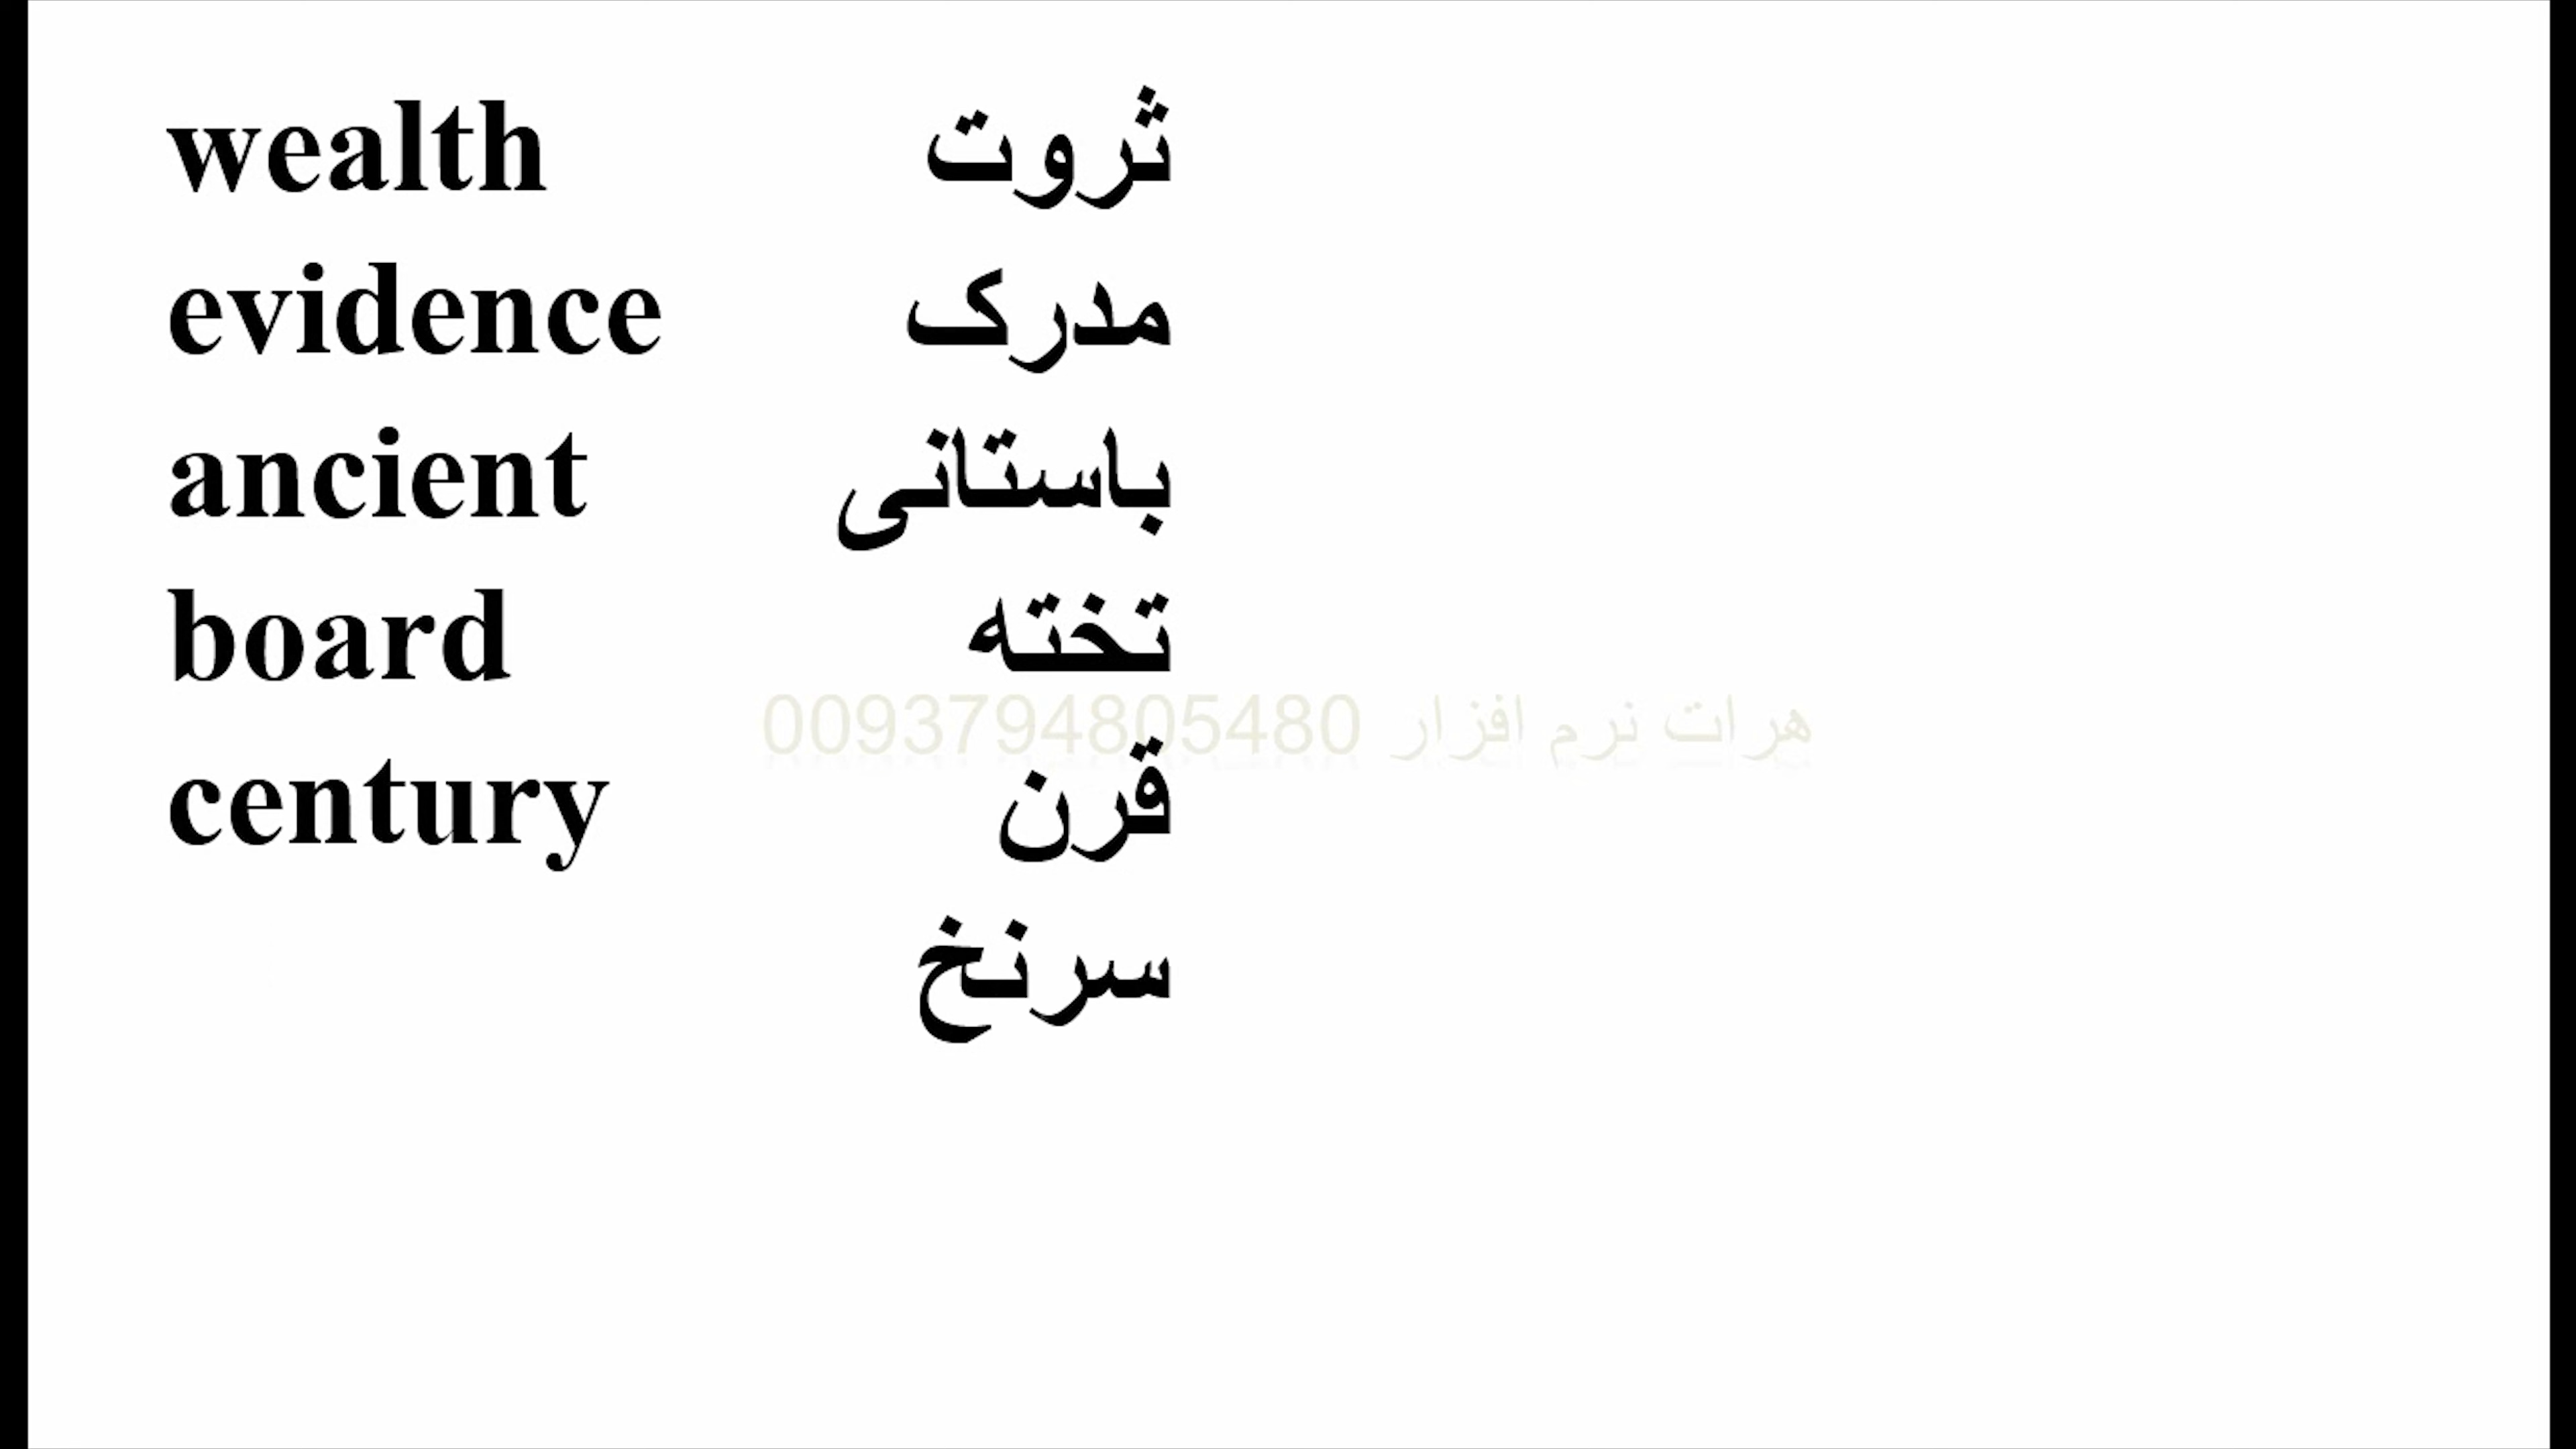 wealth ثروت
evidence مدرک
ancient باستانی
board تخته
هرات نرم افزار 0093794805480
century قرن
سرنخ